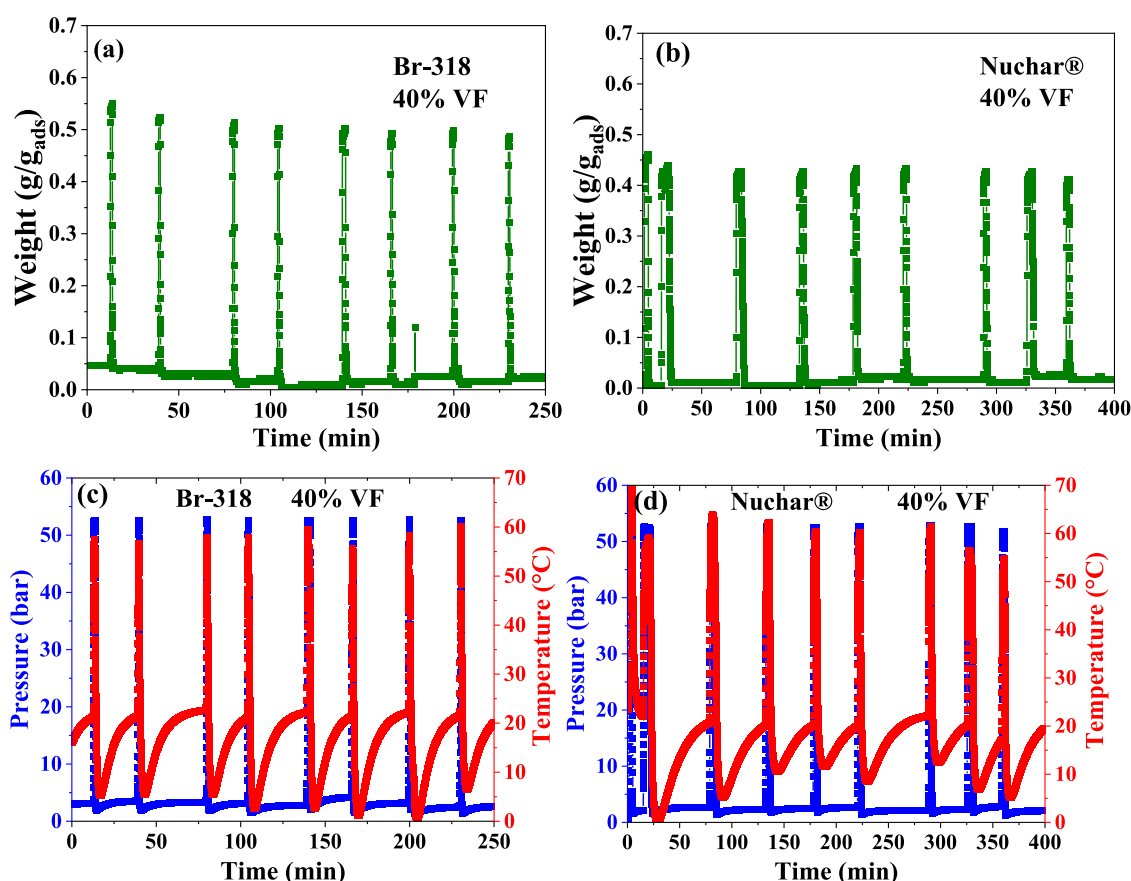 (a)
Br-318
40% VF
0.7
0.6
0.5
0.4
0.3
0.2
0.1
0.0
Weight (g/g_ads)
0 50 100 150 200 250
Time (min)
(b)
Nuchar®
40% VF
0.7
0.6
0.5
0.4
0.3
0.2
0.1
0.0
Weight (g/g_ads)
0 50 100 150 200 250 300 350 400
Time (min)
(c)
Br-318 40% VF
60
50
40
30
20
10
0
Pressure (bar)
70
60
50
40
30
20
10
0
Temperature (°C)
0 50 100 150 200 250
Time (min)
(d)
Nuchar® 40% VF
60
50
40
30
20
10
0
Pressure (bar)
70
60
50
40
30
20
10
0
Temperature (°C)
0 50 100 150 200 250 300 350 400
Time (min)